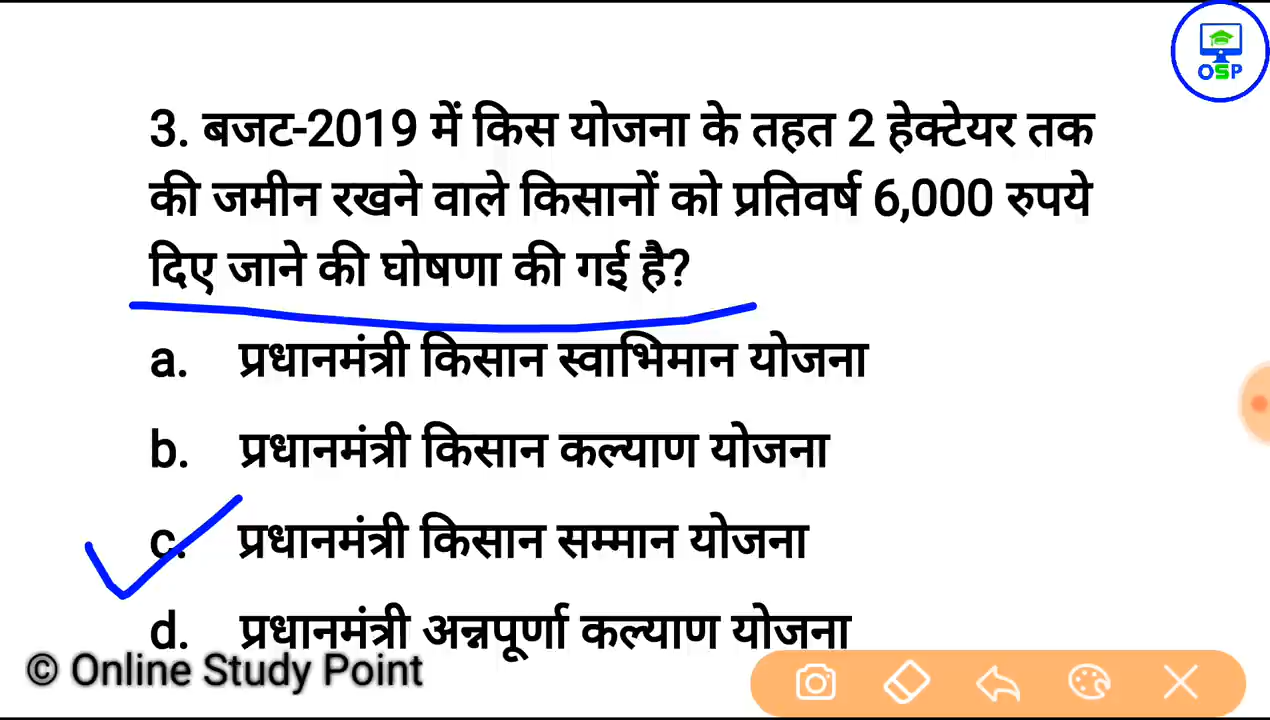 OSP
3. बजट-2019 में किस योजना के तहत 2 हेक्टेयर तक
की जमीन रखने वाले किसानों को प्रतिवर्ष 6,000 रुपये
दिए जाने की घोषणा की गई है?
a. प्रधानमंत्री किसान स्वाभिमान योजना
b. प्रधानमंत्री किसान कल्याण योजना
c. प्रधानमंत्री किसान सम्मान योजना
d. प्रधानमंत्री अन्नपूर्णा कल्याण योजना
© Online Study Point